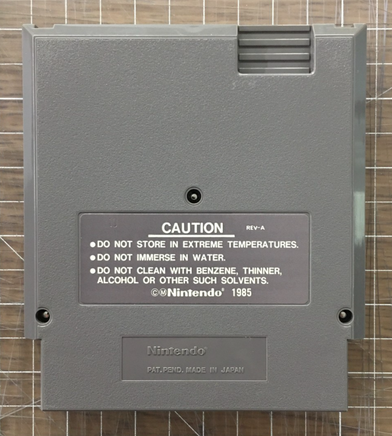 CAUTION REV-A
●DO NOT STORE IN EXTREME TEMPERATURES.
●DO NOT IMMERSE IN WATER.
●DO NOT CLEAN WITH BENZENE, THINNER,
ALCOHOL OR OTHER SUCH SOLVENTS.
©ⓂNintendo® 1985
Nintendo®
PAT. PEND. MADE IN JAPAN